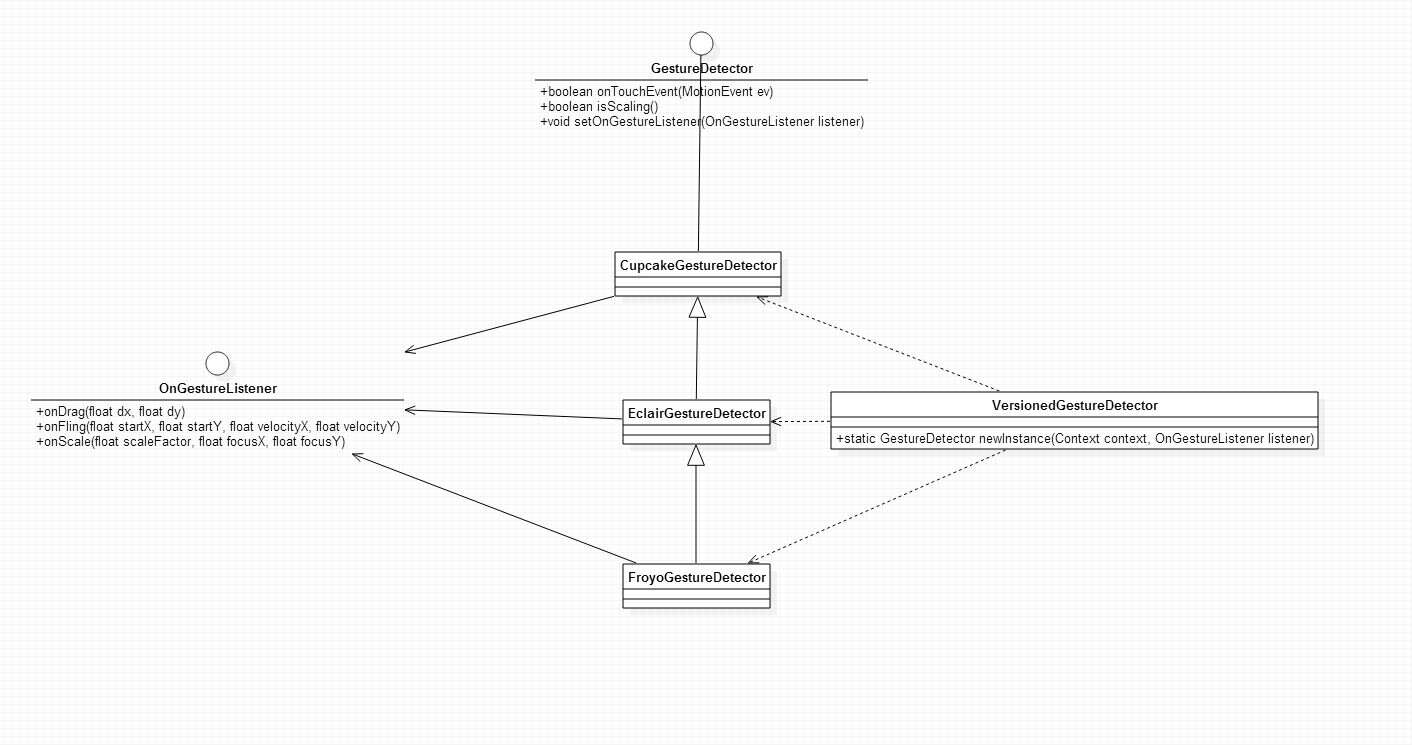 GestureDetector
+boolean onTouchEvent(MotionEvent ev)
+boolean isScaling()
+void setOnGestureListener(OnGestureListener listener)
CupcakeGestureDetector
OnGestureListener
+onDrag(float dx, float dy)
+onFling(float startX, float startY, float velocityX, float velocityY)
+onScale(float scaleFactor, float focusX, float focusY)
EclairGestureDetector
VersionedGestureDetector
+static GestureDetector newInstance(Context context, OnGestureListener listener)
FroyoGestureDetector